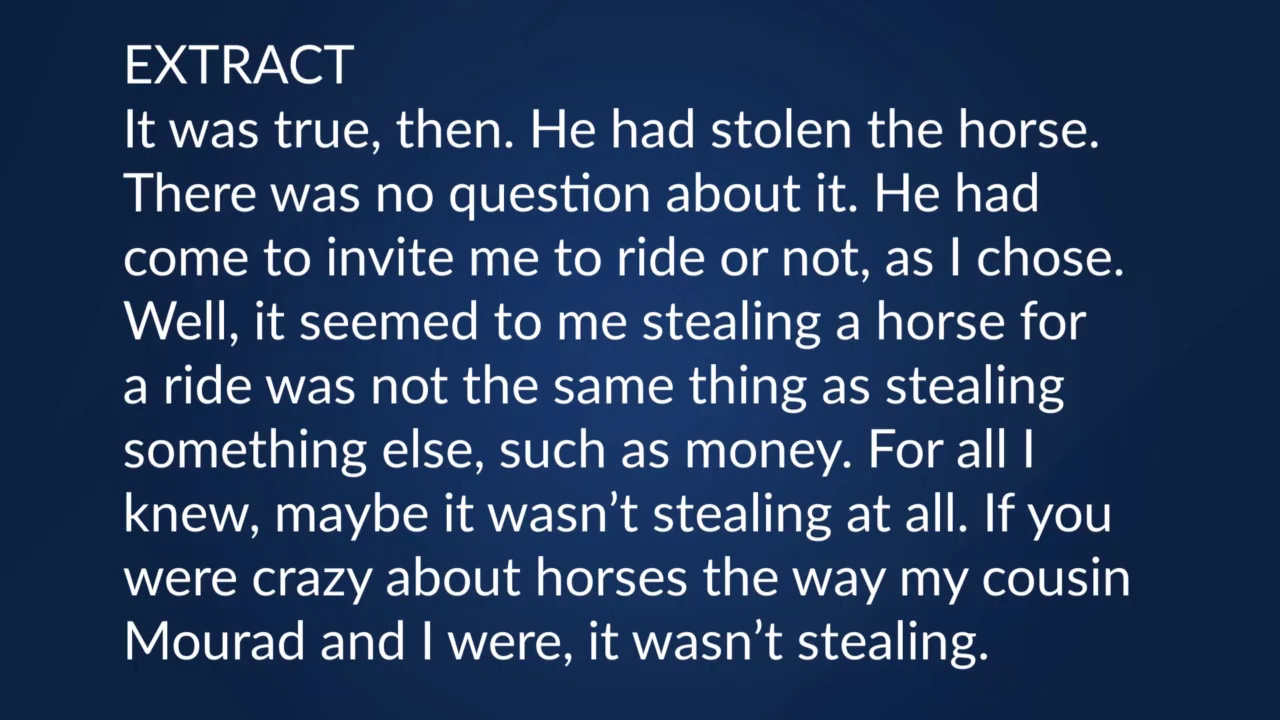 EXTRACT
It was true, then. He had stolen the horse.
There was no question about it. He had
come to invite me to ride or not, as I chose.
Well, it seemed to me stealing a horse for
a ride was not the same thing as stealing
something else, such as money. For all I
knew, maybe it wasn’t stealing at all. If you
were crazy about horses the way my cousin
Mourad and I were, it wasn’t stealing.